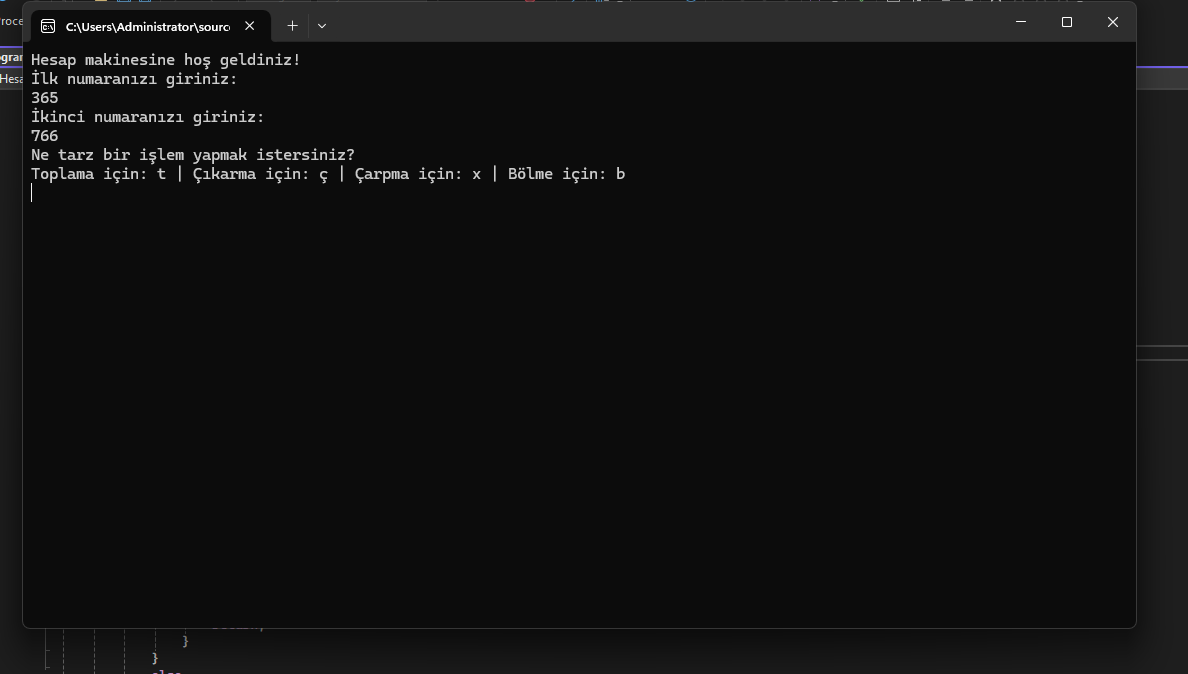 C:\Users\Administrator\sourc
Hesap makinesine hoş geldiniz!
İlk numaranızı giriniz:
365
İkinci numaranızı giriniz:
766
Ne tarz bir işlem yapmak istersiniz?
Toplama için: t | Çıkarma için: ç | Çarpma için: x | Bölme için: b
}
}